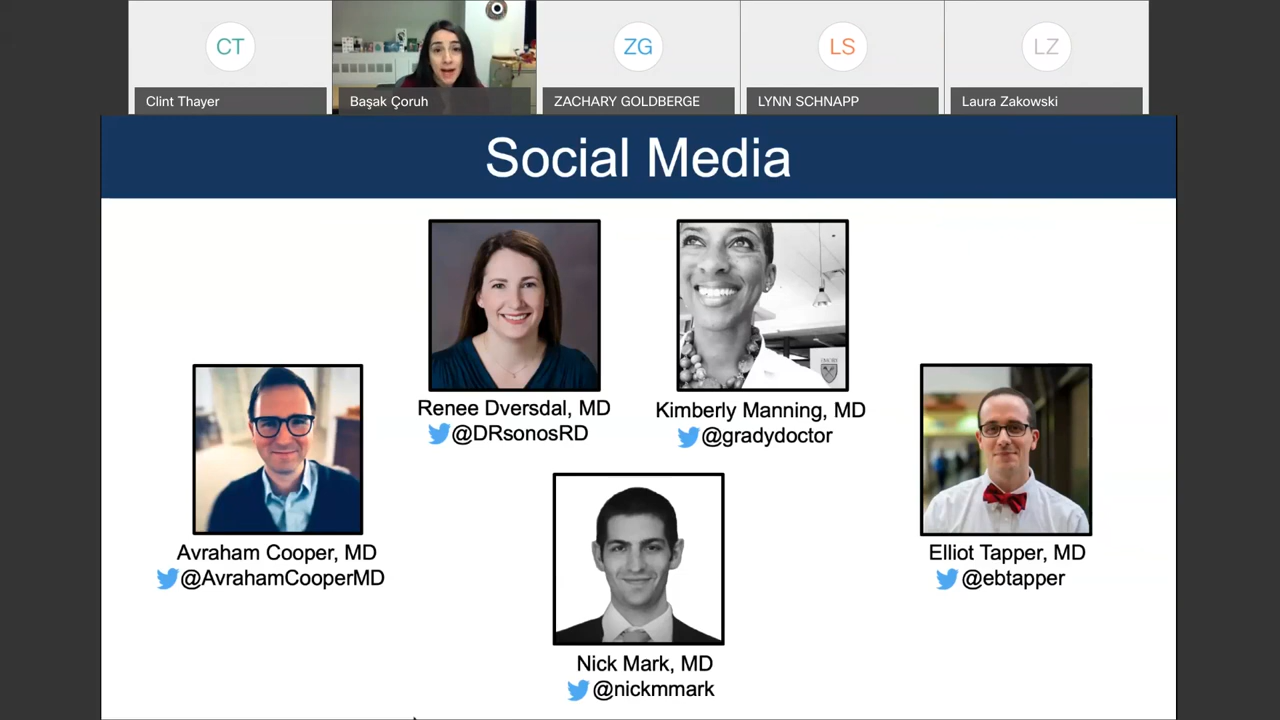 CT
Clint Thayer
Başak Çoruh
ZG
ZACHARY GOLDBERGE
LS
LYNN SCHNAPP
LZ
Laura Zakowski
Social Media
Renee Dversdal, MD
@DRsonosRD
Kimberly Manning, MD
@gradydoctor
EMORY
Avraham Cooper, MD
@AvrahamCooperMD
Elliot Tapper, MD
@ebtapper
Nick Mark, MD
@nickmmark